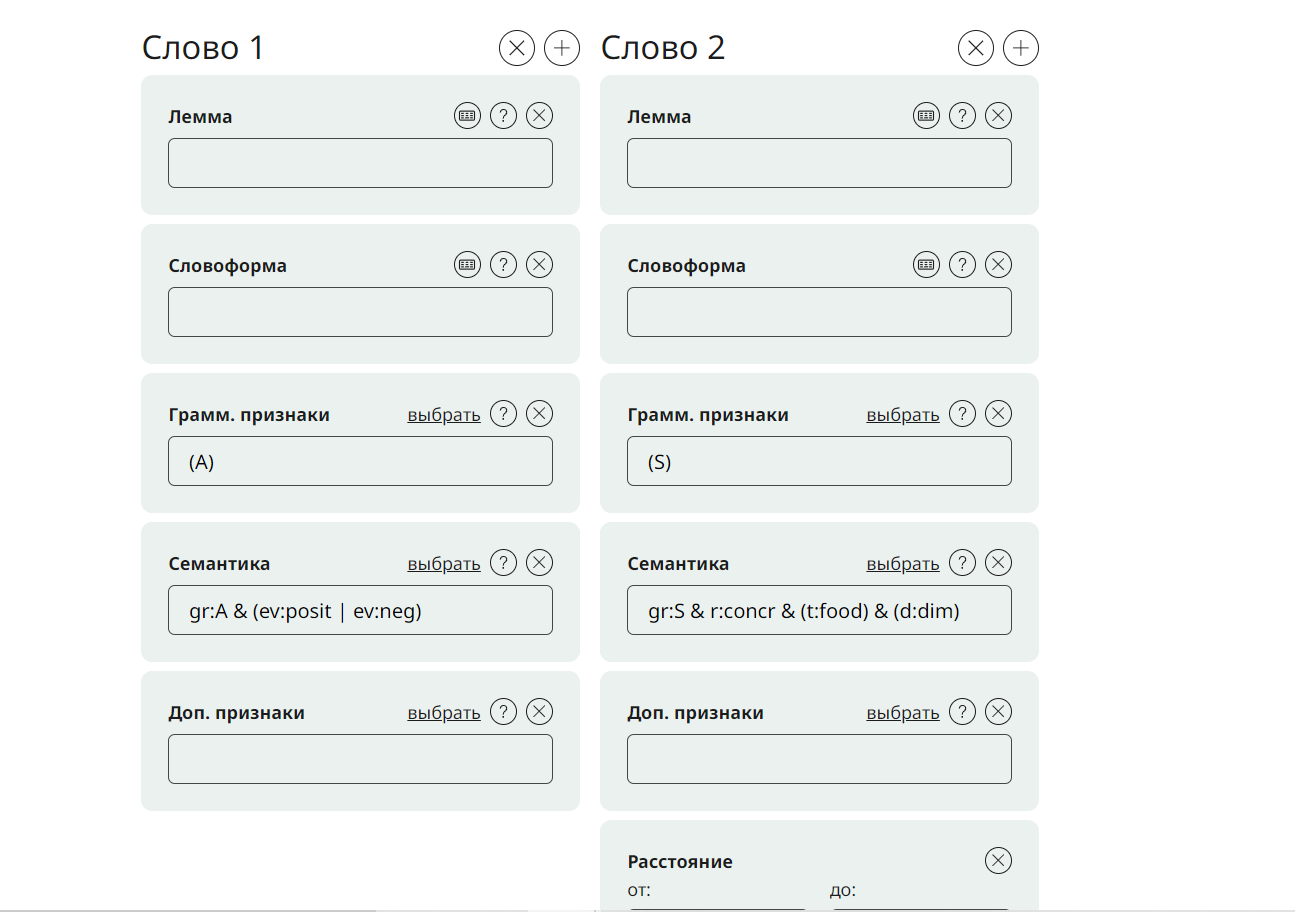 Слово 1
Слово 2
Лемма ?
Лемма ?
Словоформа ?
Словоформа ?
Грамм. признаки выбрать ?
(A)
Грамм. признаки выбрать ?
(S)
Семантика выбрать ?
gr:A & (ev:posit | ev:neg)
Семантика выбрать ?
gr:S & r:concr & (t:food) & (d:dim)
Доп. признаки выбрать ?
Доп. признаки выбрать ?
Расстояние
от: до: